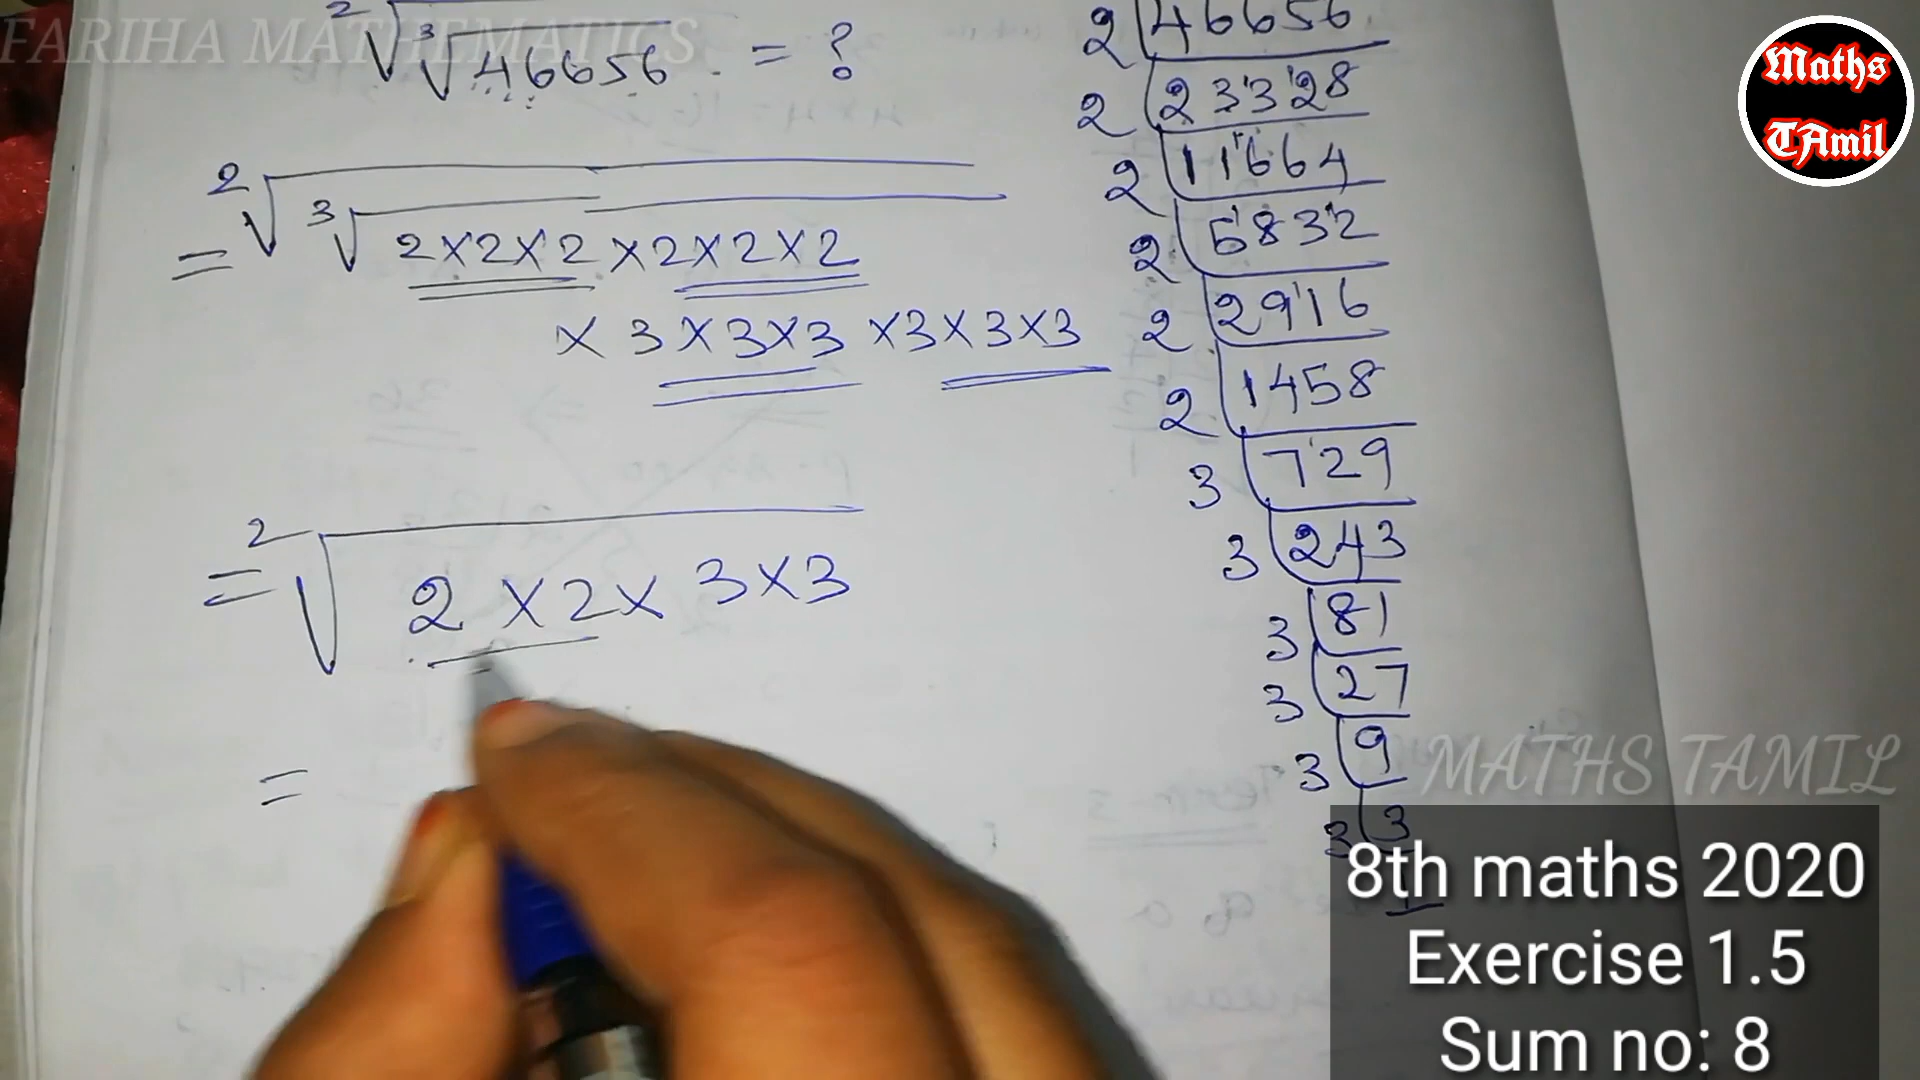 FARIHA MATHEMATICS
²√³√46656 = ?
= ²√³√2×2×2×2×2×2
×3×3×3×3×3×3
= ²√2×2×3×3
=
2 46656
2 23328
2 11664
2 5832
2 2916
2 1458
3 729
3 243
3 81
3 27
3 9
3 3
1
Maths
TAmil
MATHS TAMIL
8th maths 2020
Exercise 1.5
Sum no: 8